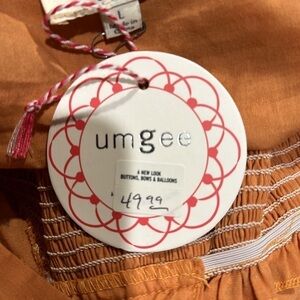 L
umgee
A NEW LOOK
BUTTONS, BOWS & BALLOONS
$49.99